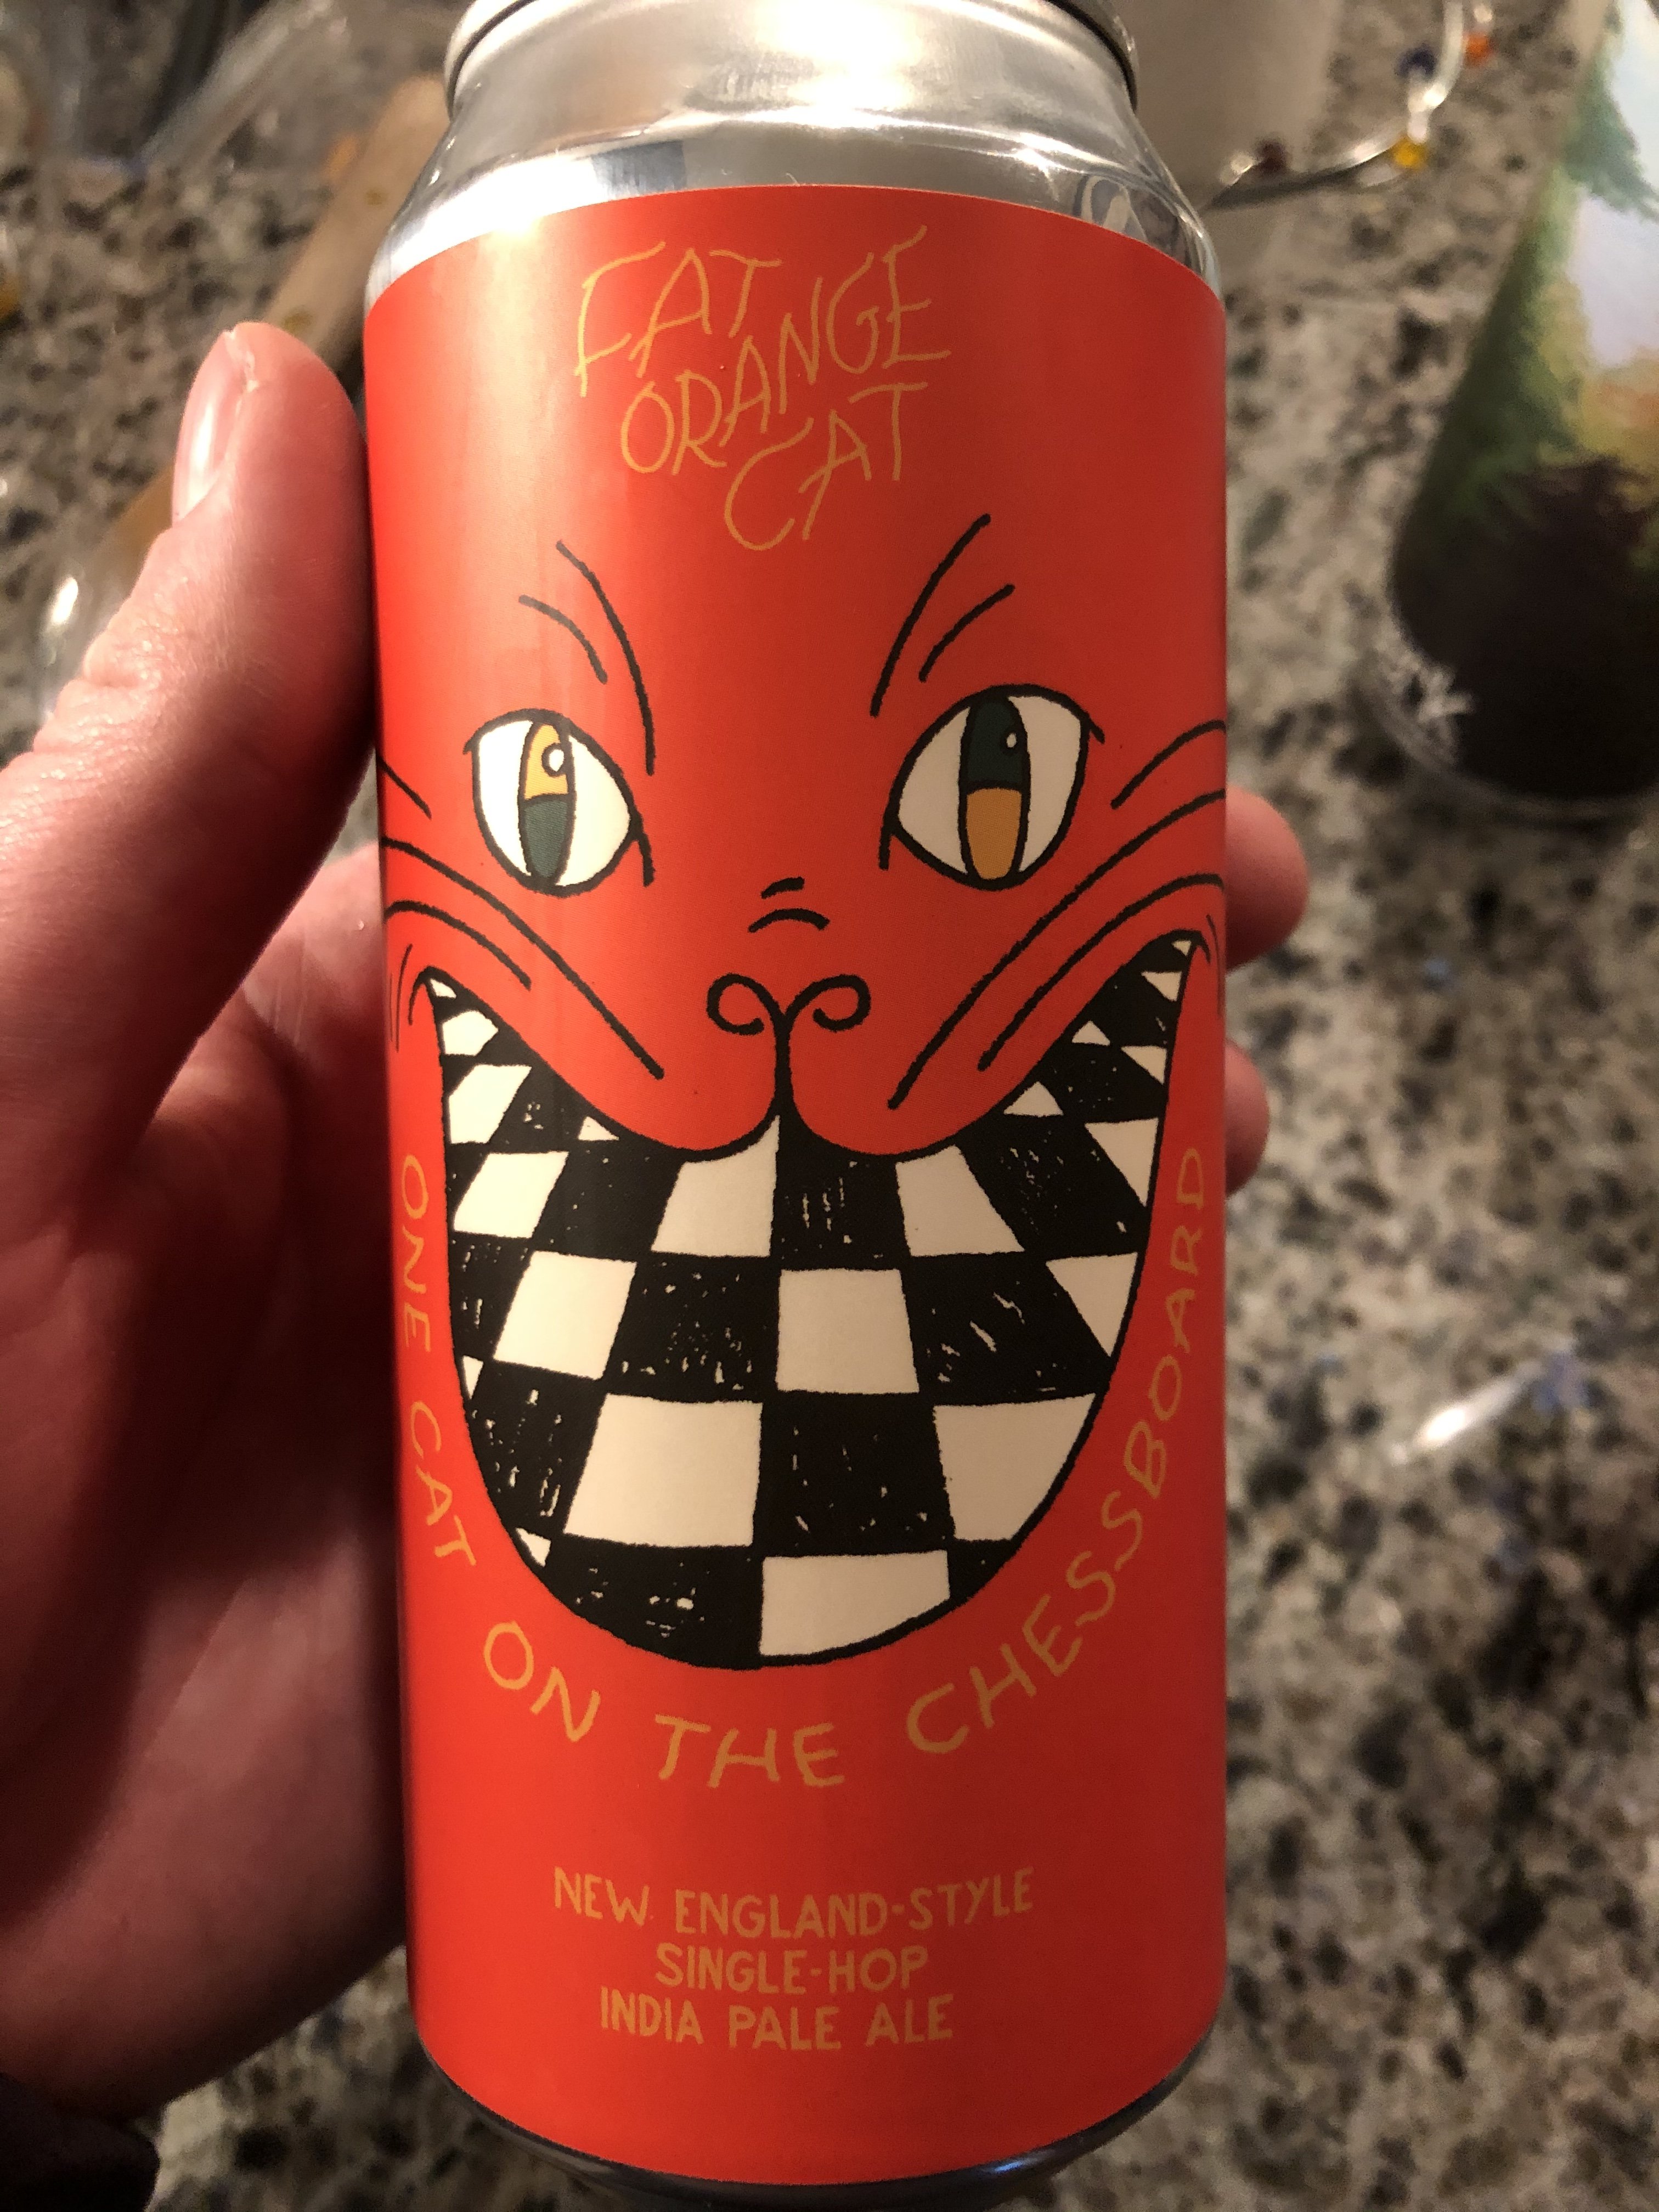 FAT
ORANGE
CAT
ONE CAT ON THE CHESSBOARD
NEW ENGLAND-STYLE
SINGLE-HOP
INDIA PALE ALE